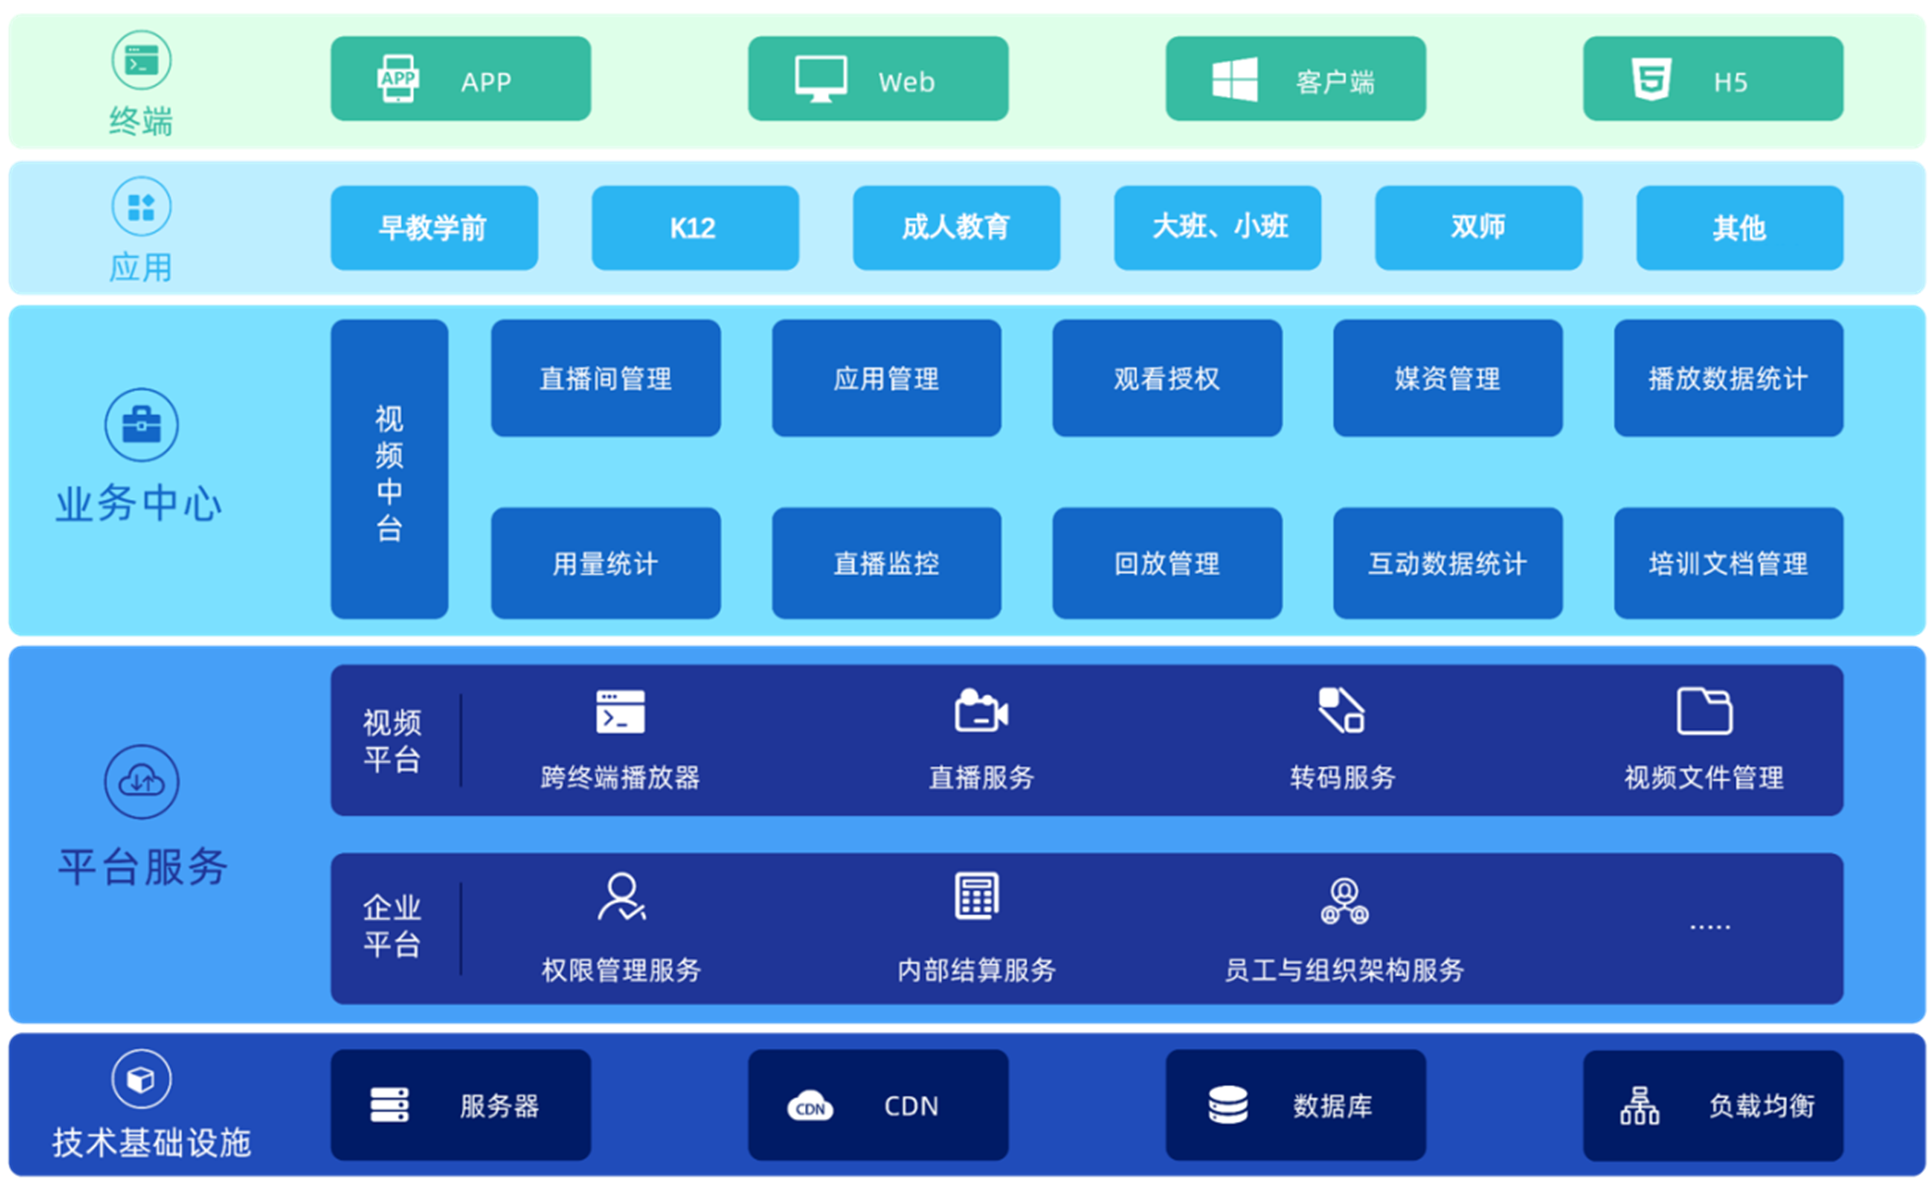 终端
APP
APP
Web
客户端
H5
应用
早教学前
K12
成人教育
大班、小班
双师
其他
业务中心
视
频
中
台
直播间管理
应用管理
观看授权
媒资管理
播放数据统计
用量统计
直播监控
回放管理
互动数据统计
培训文档管理
平台服务
视频
平台
跨终端播放器
直播服务
转码服务
视频文件管理
企业
平台
权限管理服务
内部结算服务
员工与组织架构服务
.....
技术基础设施
服务器
CDN
CDN
数据库
负载均衡